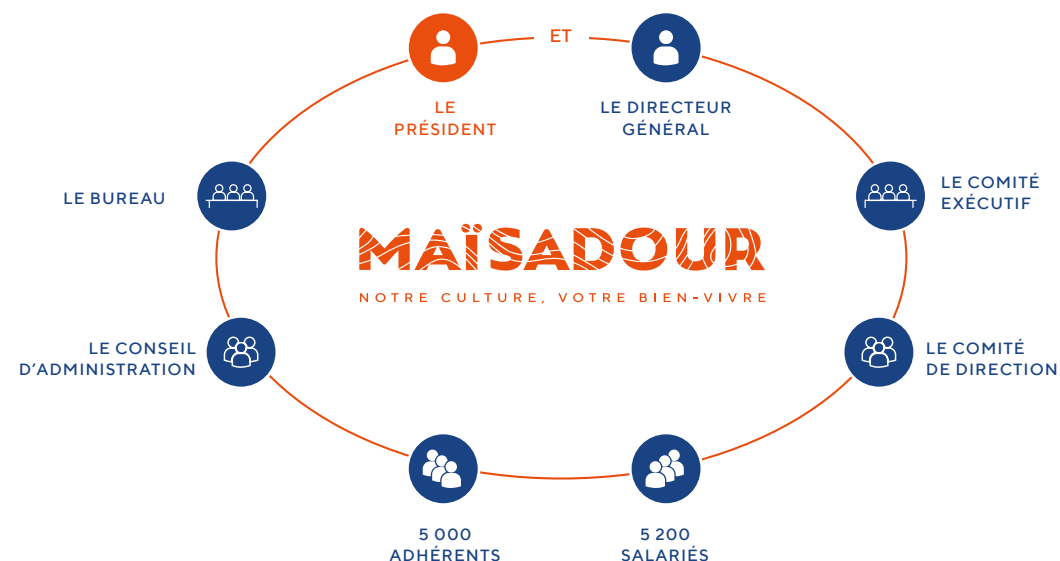 ET
LE
PRÉSIDENT
LE DIRECTEUR
GÉNÉRAL
LE BUREAU
LE COMITÉ
EXÉCUTIF
MAÏSADOUR
NOTRE CULTURE, VOTRE BIEN-VIVRE
LE CONSEIL
D'ADMINISTRATION
LE COMITÉ
DE DIRECTION
5 000
ADHÉRENTS
5 200
SALARIÉS